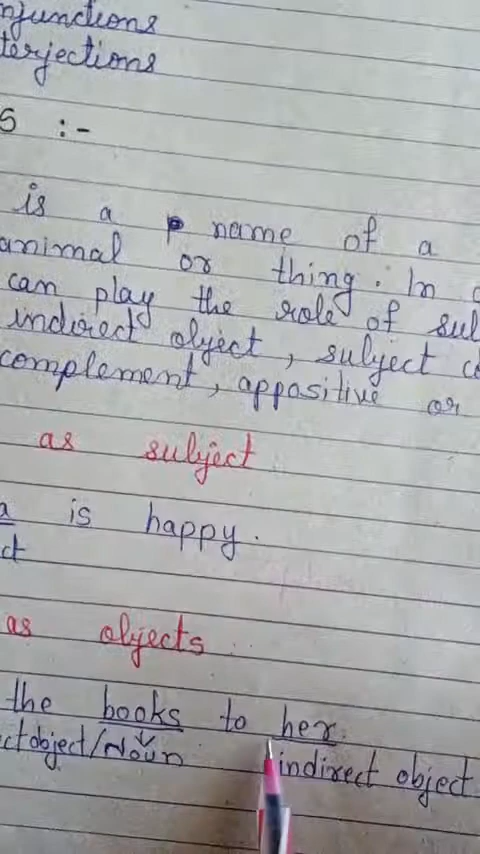 njunctions
terjections
S :-
is a name of a
animal or thing. In
can play the role of sub
indirect object, subject c
complement, appositive or
as subject
a is happy.
ct
as objects
the books to her.
ct object/Noun indirect object